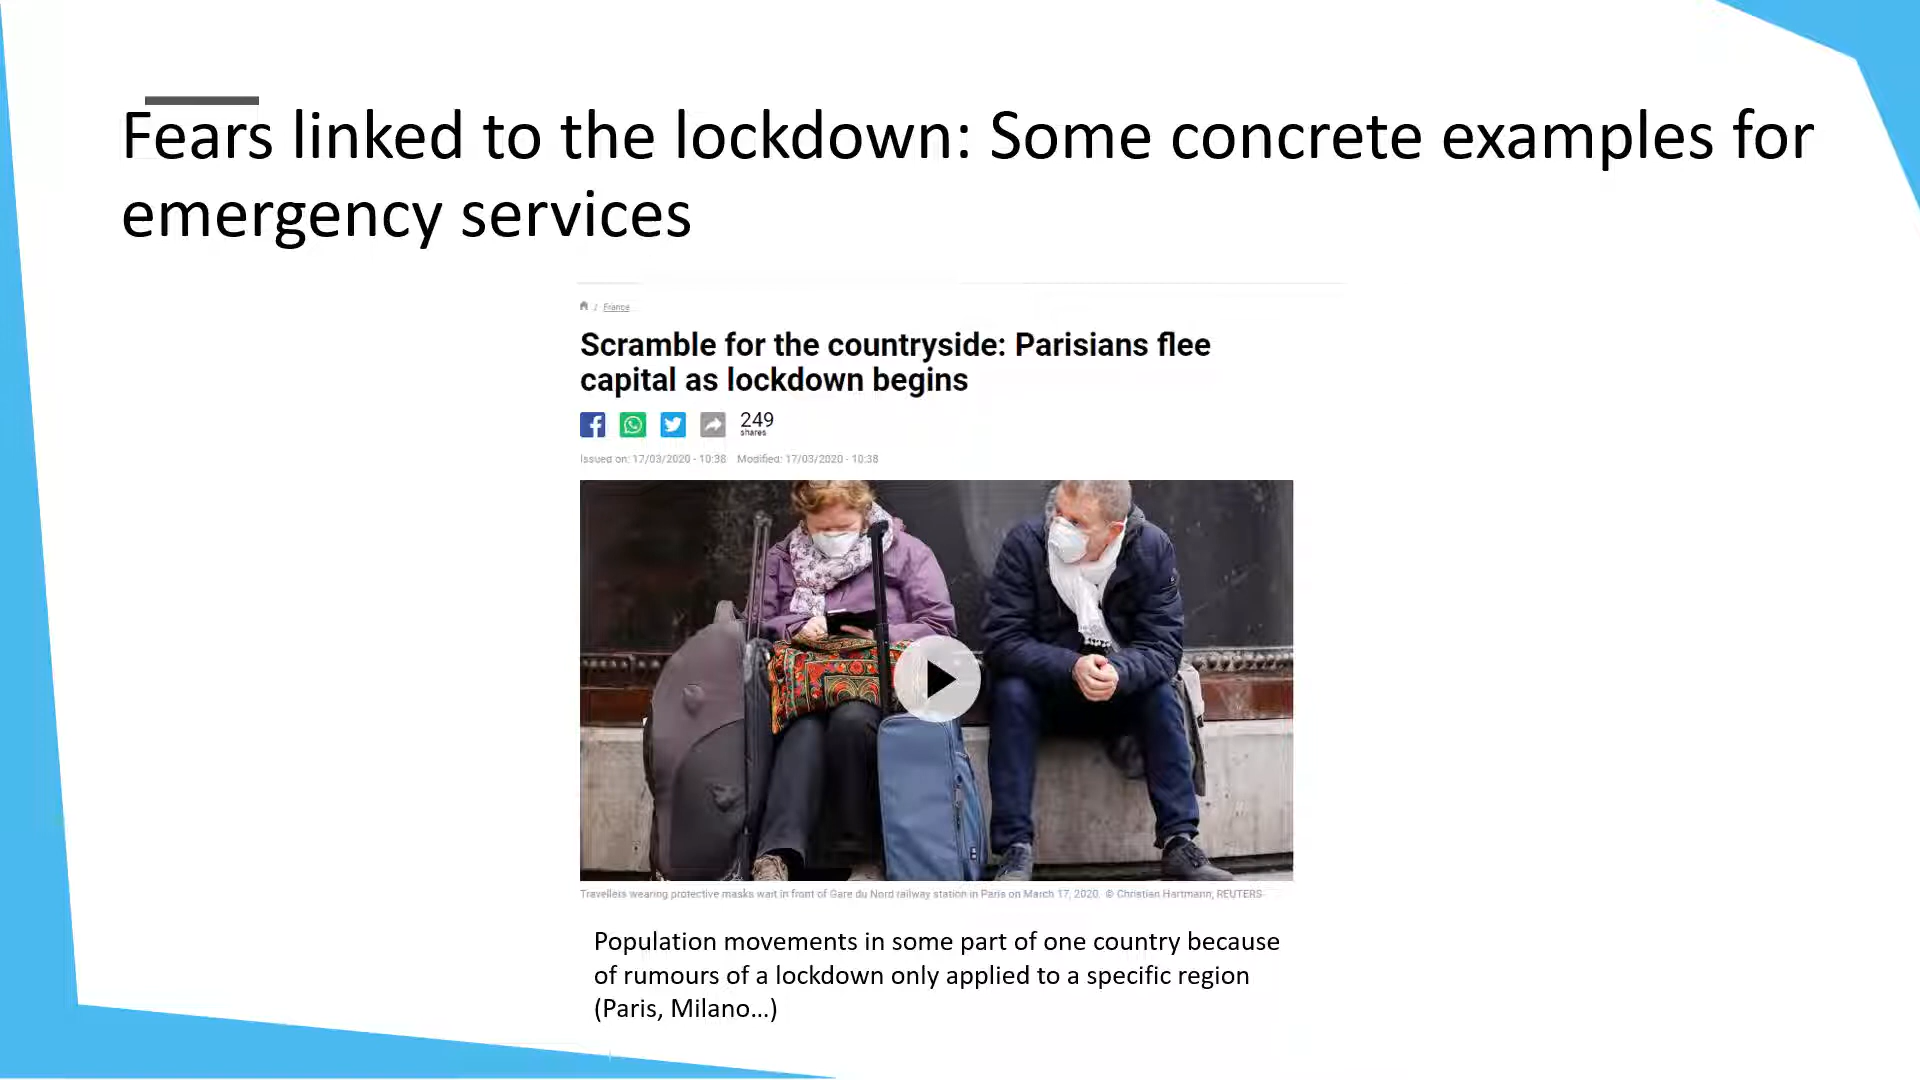 Fears linked to the lockdown: Some concrete examples for
emergency services
/ France
Scramble for the countryside: Parisians flee
capital as lockdown begins
249
shares
Issued on: 17/03/2020 - 10:38 Modified: 17/03/2020 - 10:38
Travellers wearing protective masks wait in front of Gare du Nord railway station in Paris on March 17, 2020. © Christian Hartmann, REUTERS
Population movements in some part of one country because
of rumours of a lockdown only applied to a specific region
(Paris, Milano…)